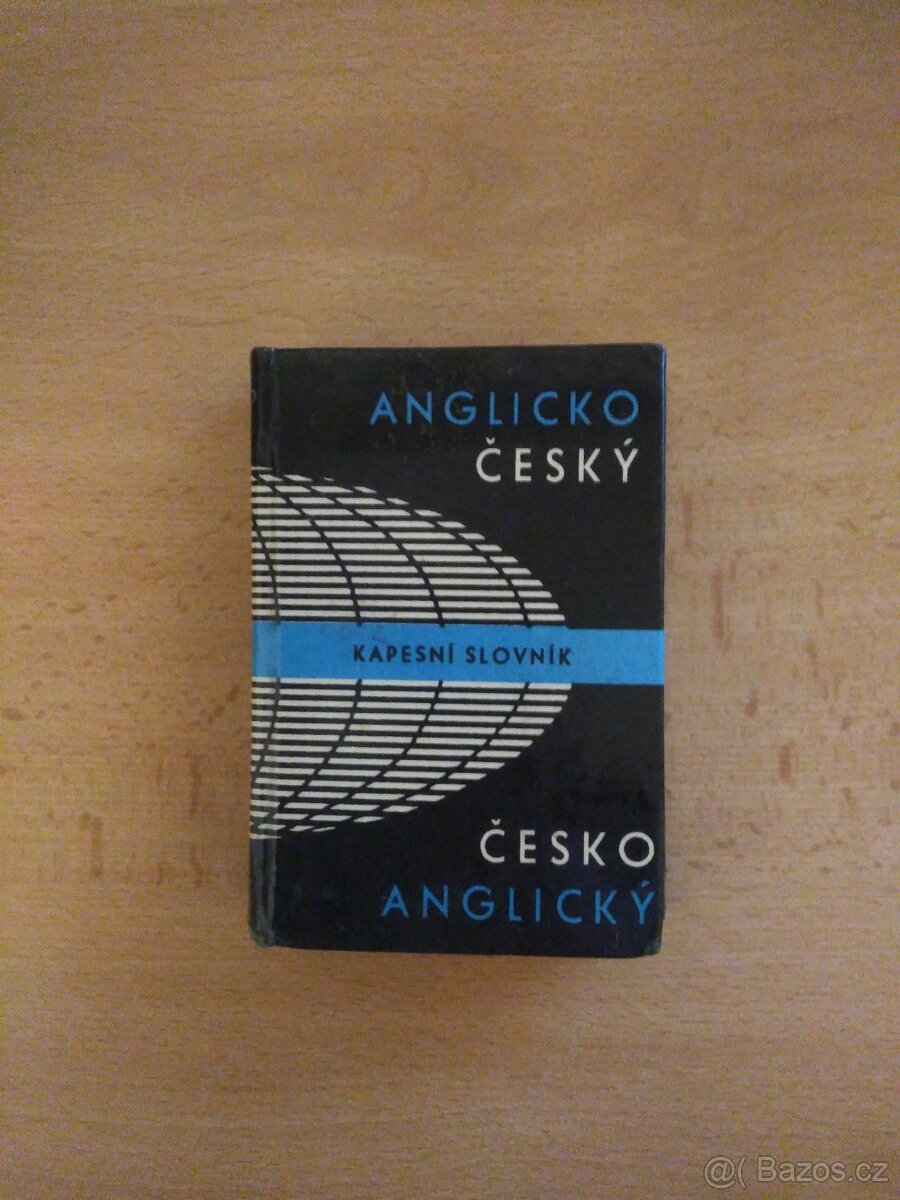 ANGLICKO
ČESKÝ
KAPESNÍ SLOVNÍK
ČESKO
ANGLICKÝ
@( Bazos.cz